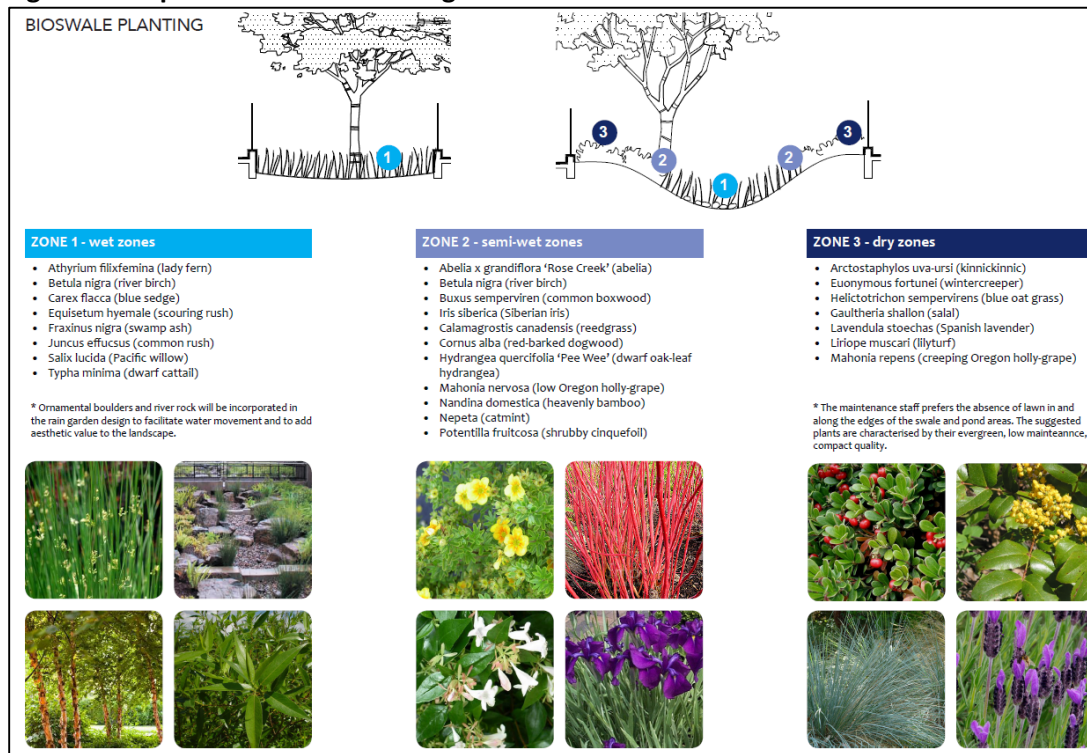 BIOSWALE PLANTING
3
3
2
2
1
1
ZONE 1 - wet zones
• Athyrium filixfemina (lady fern)
• Betula nigra (river birch)
• Carex flacca (blue sedge)
• Equisetum hyemale (scouring rush)
• Fraxinus nigra (swamp ash)
• Juncus effucsus (common rush)
• Salix lucida (Pacific willow)
• Typha minima (dwarf cattail)
* Ornamental boulders and river rock will be incorporated in
the rain garden design to facilitate water movement and to add
aesthetic value to the landscape.
ZONE 2 - semi-wet zones
• Abelia x grandiflora ‘Rose Creek’ (abelia)
• Betula nigra (river birch)
• Buxus semperviren (common boxwood)
• Iris siberica (Siberian iris)
• Calamagrostis canadensis (reedgrass)
• Cornus alba (red-barked dogwood)
• Hydrangea quercifolia ‘Pee Wee’ (dwarf oak-leaf
hydrangea)
• Mahonia nervosa (low Oregon holly-grape)
• Nandina domestica (heavenly bamboo)
• Nepeta (catmint)
• Potentilla fruitcosa (shrubby cinquefoil)
ZONE 3 - dry zones
• Arctostaphylos uva-ursi (kinnickinnic)
• Euonymous fortunei (wintercreeper)
• Helictotrichon sempervirens (blue oat grass)
• Gaultheria shallon (salal)
• Lavendula stoechas (Spanish lavender)
• Liriope muscari (lilyturf)
• Mahonia repens (creeping Oregon holly-grape)
* The maintenance staff prefers the absence of lawn in and
along the edges of the swale and pond areas. The suggested
plants are characterised by their evergreen, low mainteannce,
compact quality.